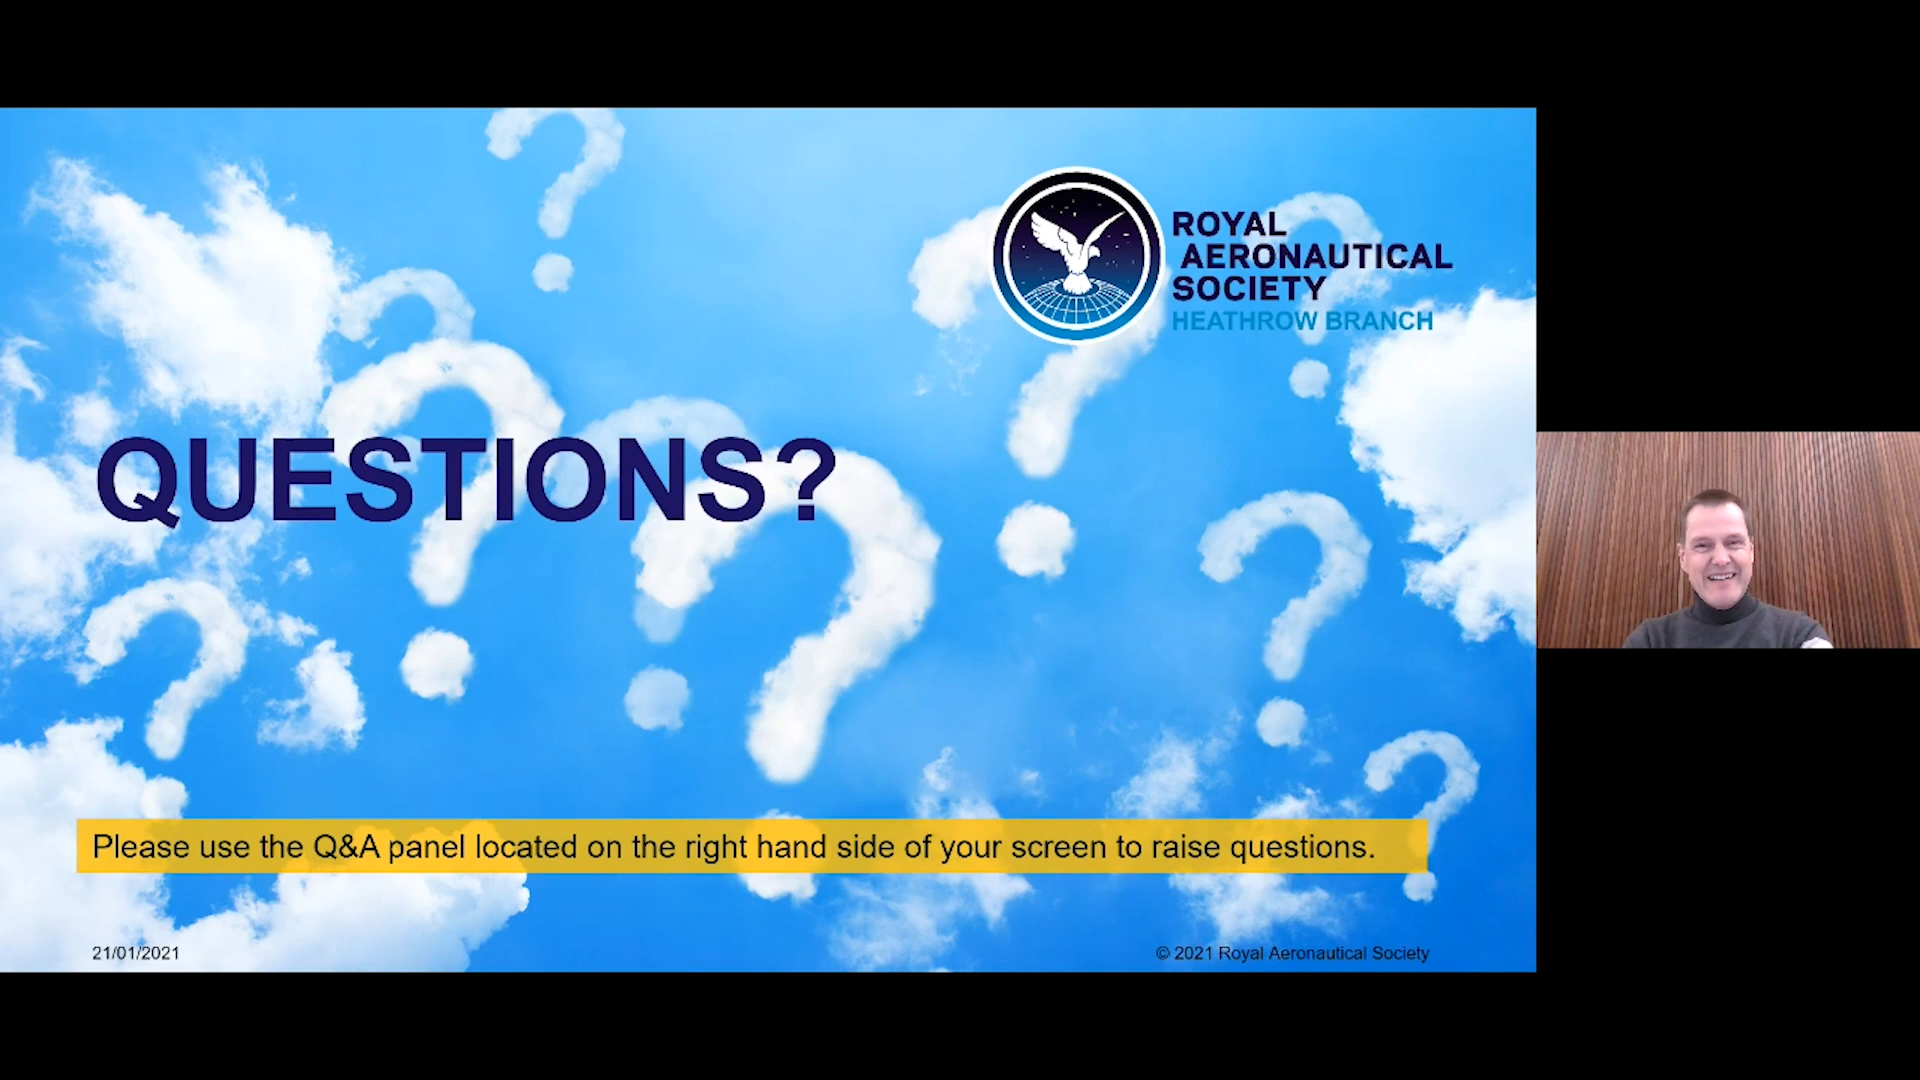 ROYAL
AERONAUTICAL
SOCIETY
HEATHROW BRANCH
QUESTIONS?
Please use the Q&A panel located on the right hand side of your screen to raise questions.
21/01/2021
© 2021 Royal Aeronautical Society